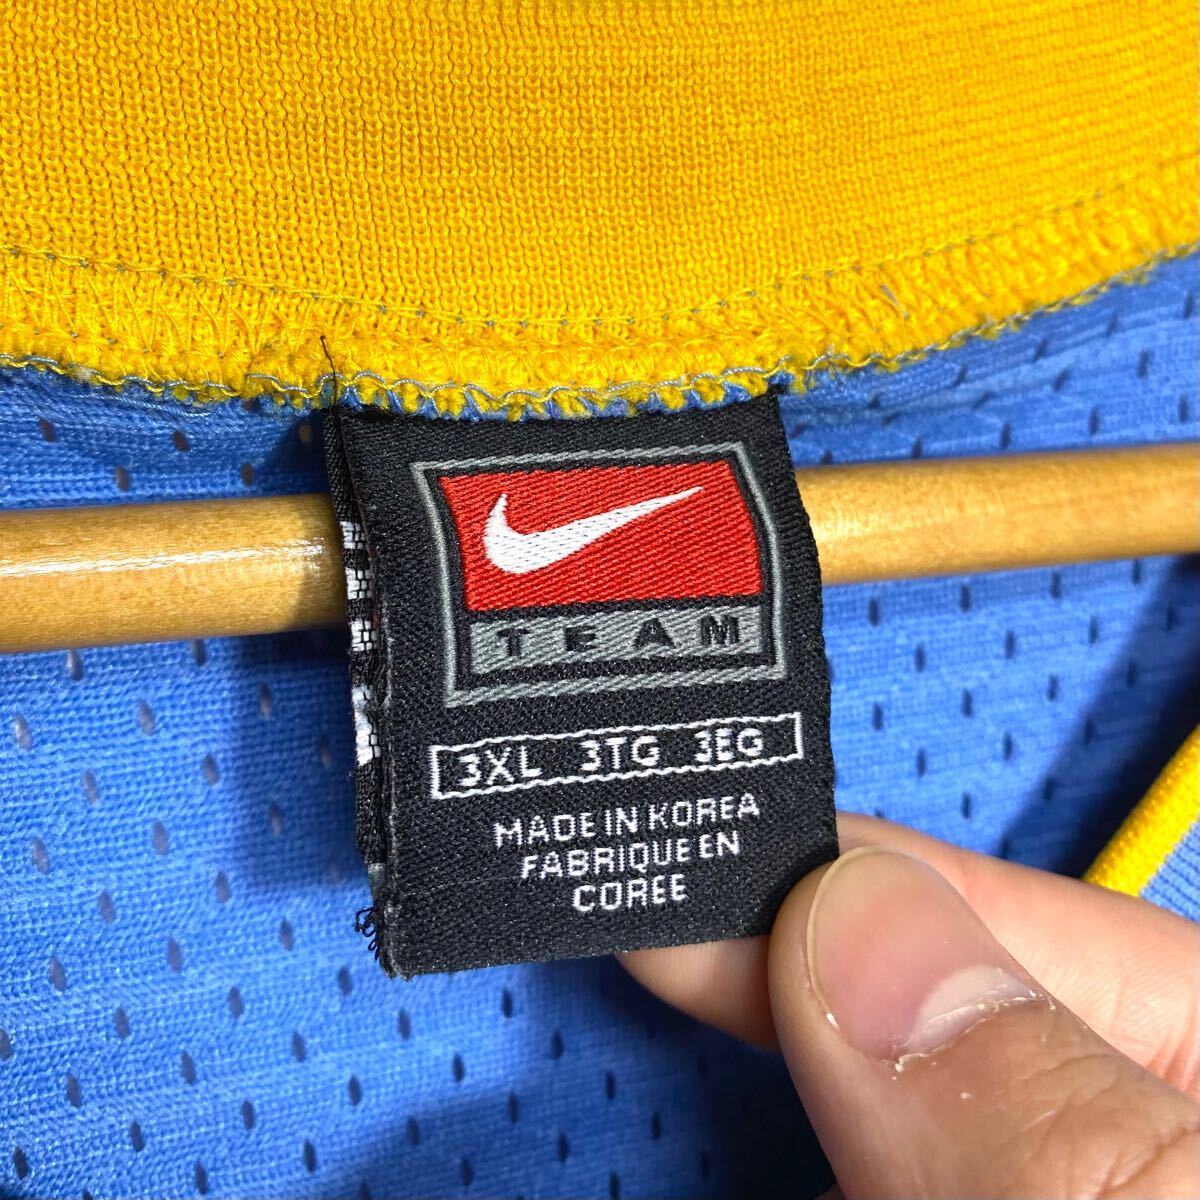 TEAM
3XL 3TG 3EG
MADE IN KOREA
FABRIQUE EN
COREE